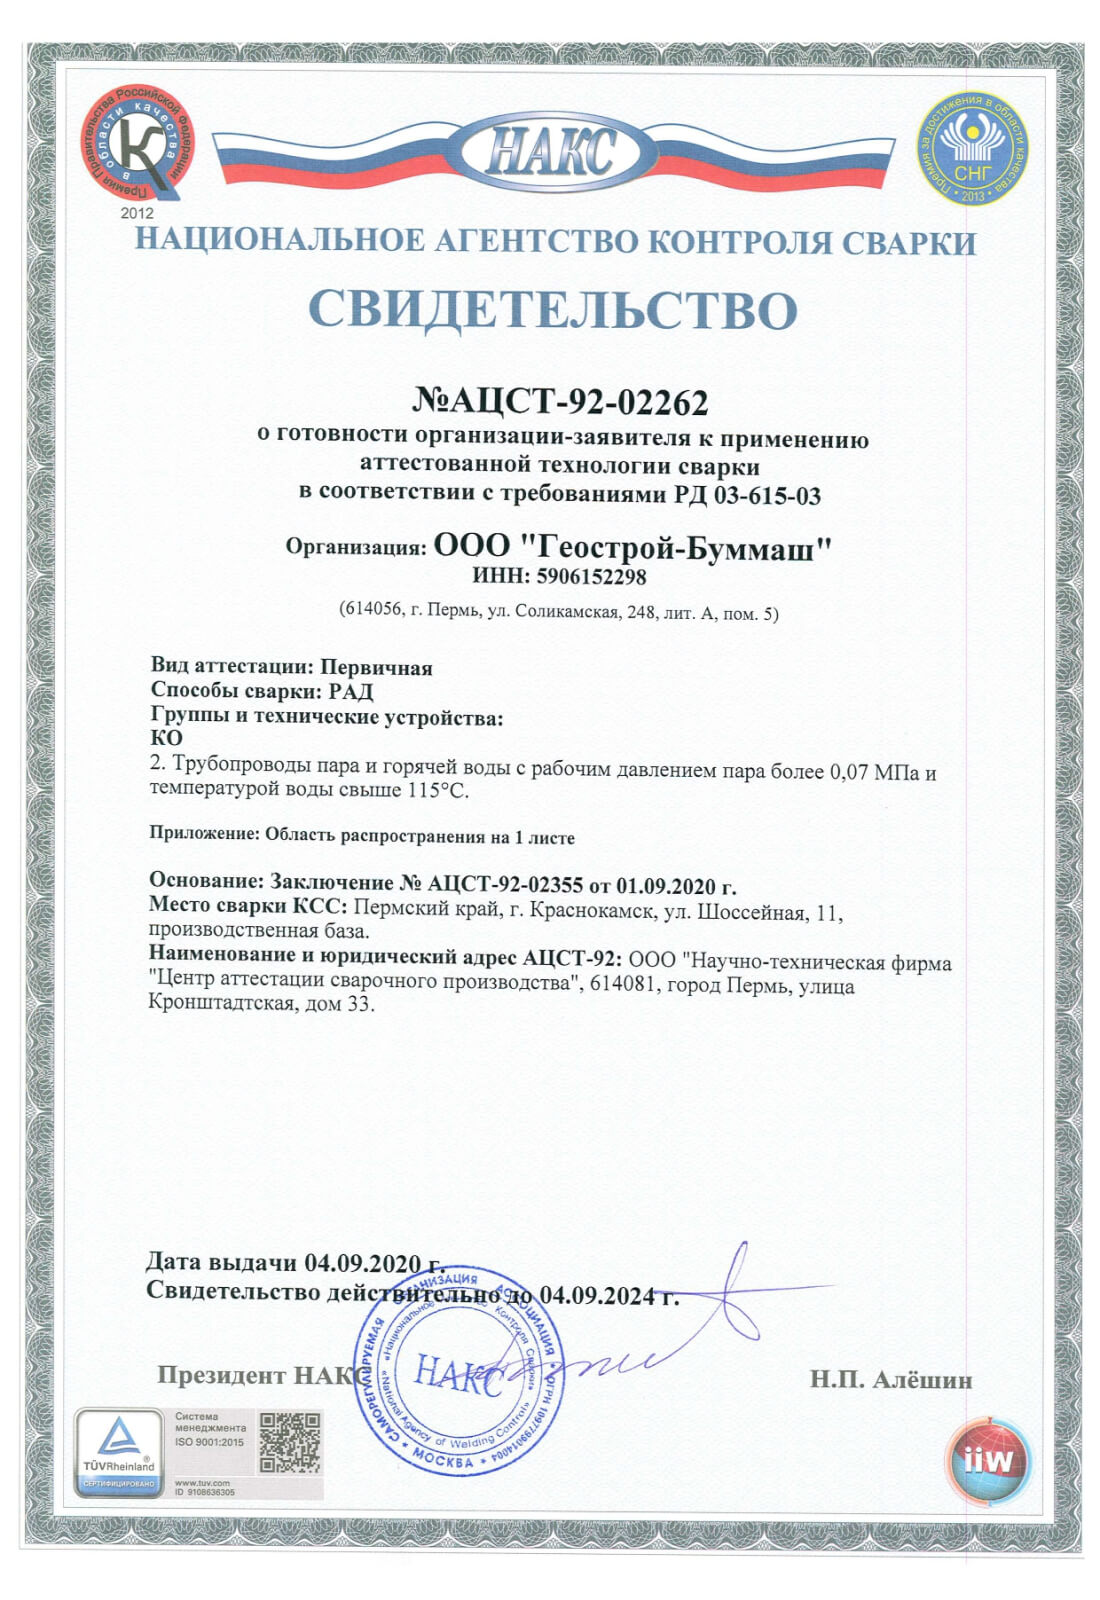 Премия Правительства Российской Федерации
в области качества
2012
НАКС
Премия за достижения в области качества
СНГ
• 2013 •
НАЦИОНАЛЬНОЕ АГЕНТСТВО КОНТРОЛЯ СВАРКИ
СВИДЕТЕЛЬСТВО
№АЦСТ-92-02262
о готовности организации-заявителя к применению
аттестованной технологии сварки
в соответствии с требованиями РД 03-615-03
Организация: ООО "Геострой-Буммаш"
ИНН: 5906152298
(614056, г. Пермь, ул. Соликамская, 248, лит. А, пом. 5)
Вид аттестации: Первичная
Способы сварки: РАД
Группы и технические устройства:
КО
2. Трубопроводы пара и горячей воды с рабочим давлением пара более 0,07 МПа и
температурой воды свыше 115°С.
Приложение: Область распространения на 1 листе
Основание: Заключение № АЦСТ-92-02355 от 01.09.2020 г.
Место сварки КСС: Пермский край, г. Краснокамск, ул. Шоссейная, 11,
производственная база.
Наименование и юридический адрес АЦСТ-92: ООО "Научно-техническая фирма
"Центр аттестации сварочного производства", 614081, город Пермь, улица
Кронштадтская, дом 33.
Дата выдачи 04.09.2020 г.
Свидетельство действительно до 04.09.2024 г.
САМОРЕГУЛИРУЕМАЯ ОРГАНИЗАЦИЯ АССОЦИАЦИЯ * ОГРН 1097799014004 * МОСКВА *
«Национальное Агентство Контроля Сварки»
«National Agency of Welding Control»
НАКС
Президент НАКС
Н.П. Алёшин
TÜVRheinland®
СЕРТИФИЦИРОВАНО
Система
менеджмента
ISO 9001:2015
www.tuv.com
ID 9108636305
iiw